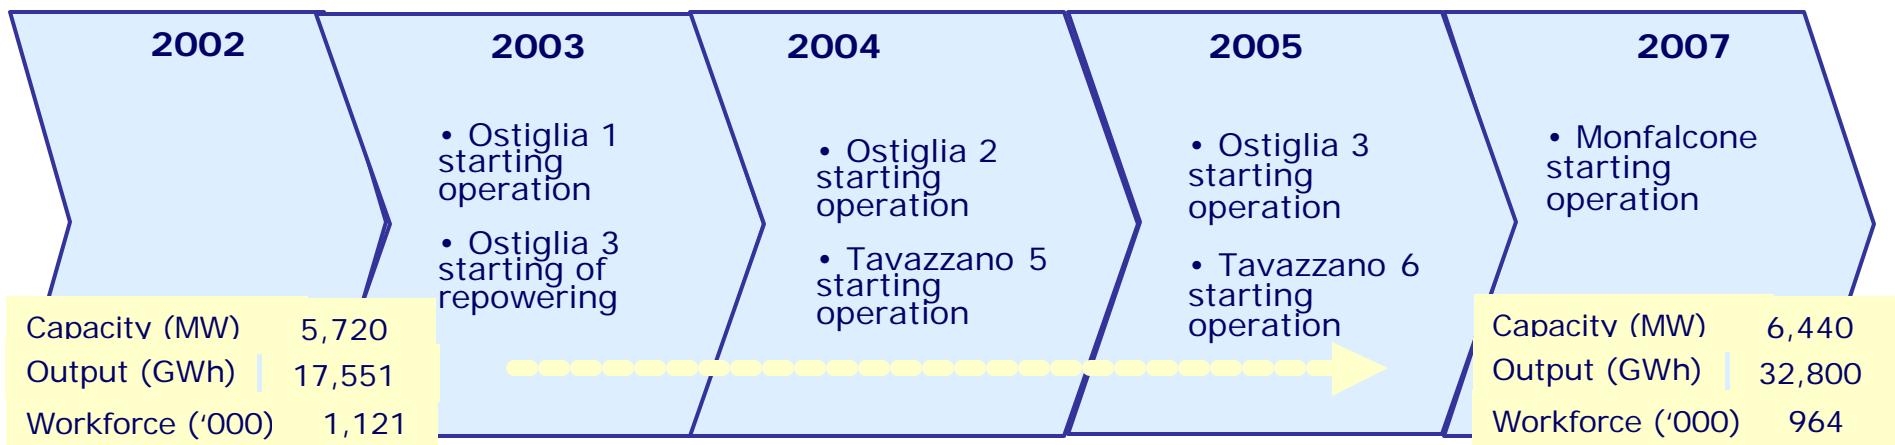 2002
2003
• Ostiglia 1
starting
operation
• Ostiglia 3
starting of
repowering
2004
• Ostiglia 2
starting
operation
• Tavazzano 5
starting
operation
2005
• Ostiglia 3
starting
operation
• Tavazzano 6
starting
operation
2007
• Monfalcone
starting
operation
Capacity (MW) 5,720
Output (GWh) 17,551
Workforce (‘000) 1,121
Capacity (MW) 6,440
Output (GWh) 32,800
Workforce (‘000) 964